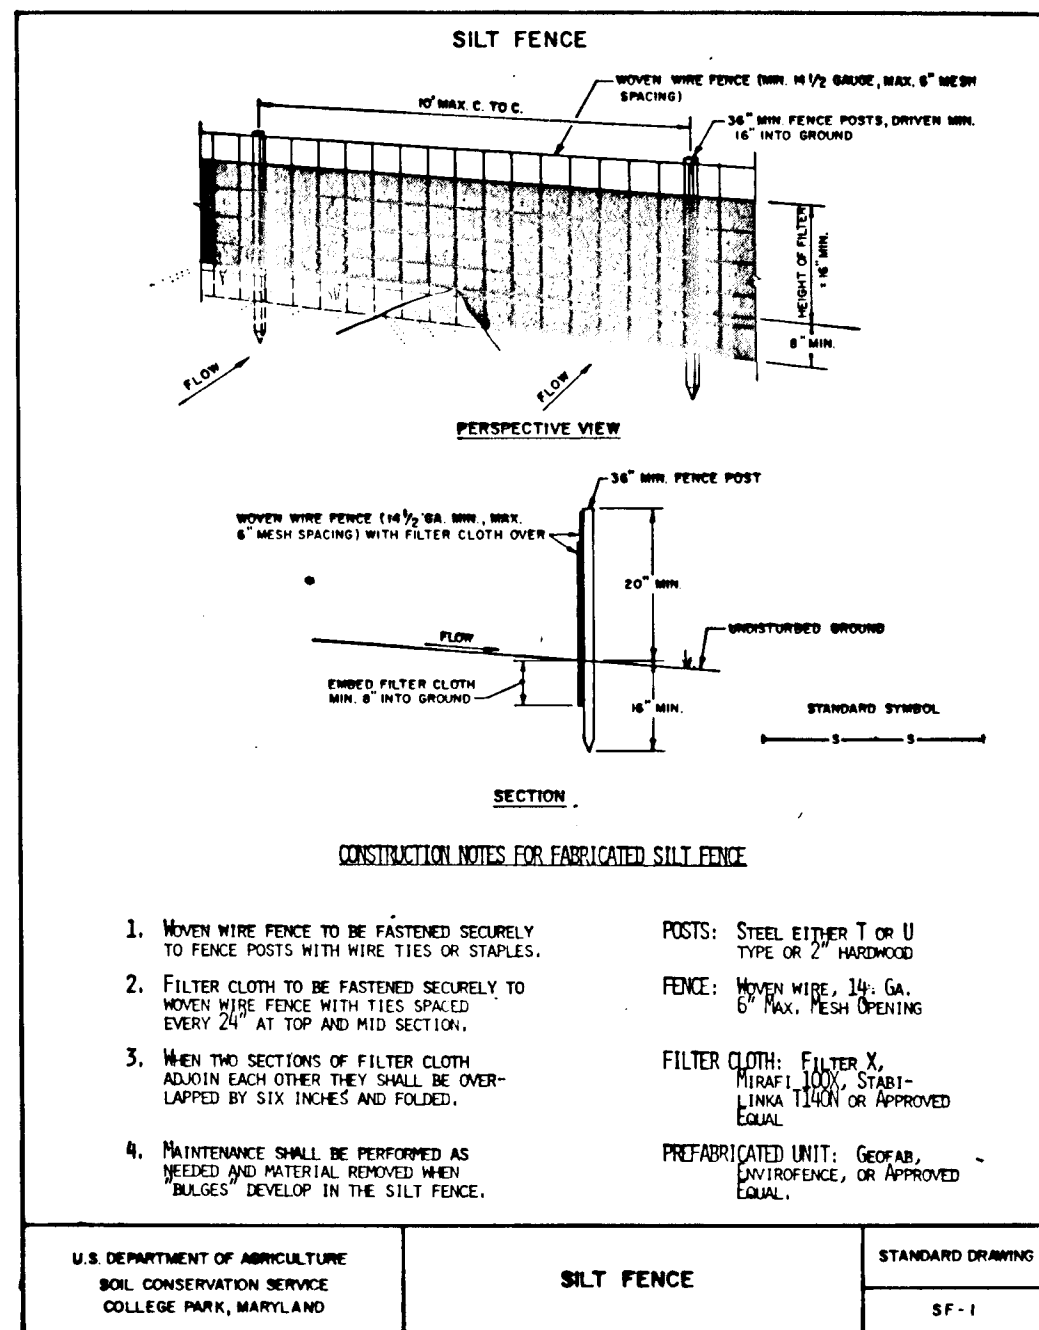 SILT FENCE
WOVEN WIRE FENCE (MIN. 14 1/2 GAUGE, MAX. 6" MESH
SPACING)
10' MAX. C. TO C.
36" MIN. FENCE POSTS, DRIVEN MIN.
16" INTO GROUND
HEIGHT OF FILTER
= 16" MIN.
8" MIN.
FLOW
FLOW
PERSPECTIVE VIEW
36" MIN. FENCE POST
WOVEN WIRE FENCE (14 1/2 GA. MIN., MAX.
6" MESH SPACING) WITH FILTER CLOTH OVER
20" MIN.
FLOW
UNDISTURBED GROUND
EMBED FILTER CLOTH
MIN. 8" INTO GROUND
16" MIN.
STANDARD SYMBOL
S S
SECTION
CONSTRUCTION NOTES FOR FABRICATED SILT FENCE
1. WOVEN WIRE FENCE TO BE FASTENED SECURELY
TO FENCE POSTS WITH WIRE TIES OR STAPLES.
2. FILTER CLOTH TO BE FASTENED SECURELY TO
WOVEN WIRE FENCE WITH TIES SPACED
EVERY 24" AT TOP AND MID SECTION.
3. WHEN TWO SECTIONS OF FILTER CLOTH
ADJOIN EACH OTHER THEY SHALL BE OVER-
LAPPED BY SIX INCHES AND FOLDED.
4. MAINTENANCE SHALL BE PERFORMED AS
NEEDED AND MATERIAL REMOVED WHEN
"BULGES" DEVELOP IN THE SILT FENCE.
POSTS: STEEL EITHER T OR U
TYPE OR 2" HARDWOOD
FENCE: WOVEN WIRE, 14. GA.
6" MAX. MESH OPENING
FILTER CLOTH: FILTER X,
MIRAFI 100X, STABI-
LINKA T140N OR APPROVED
EQUAL
PREFABRICATED UNIT: GEOFAB,
ENVIROFENCE, OR APPROVED
EQUAL.
U.S. DEPARTMENT OF AGRICULTURE
SOIL CONSERVATION SERVICE
COLLEGE PARK, MARYLAND
SILT FENCE
STANDARD DRAWING
SF-1